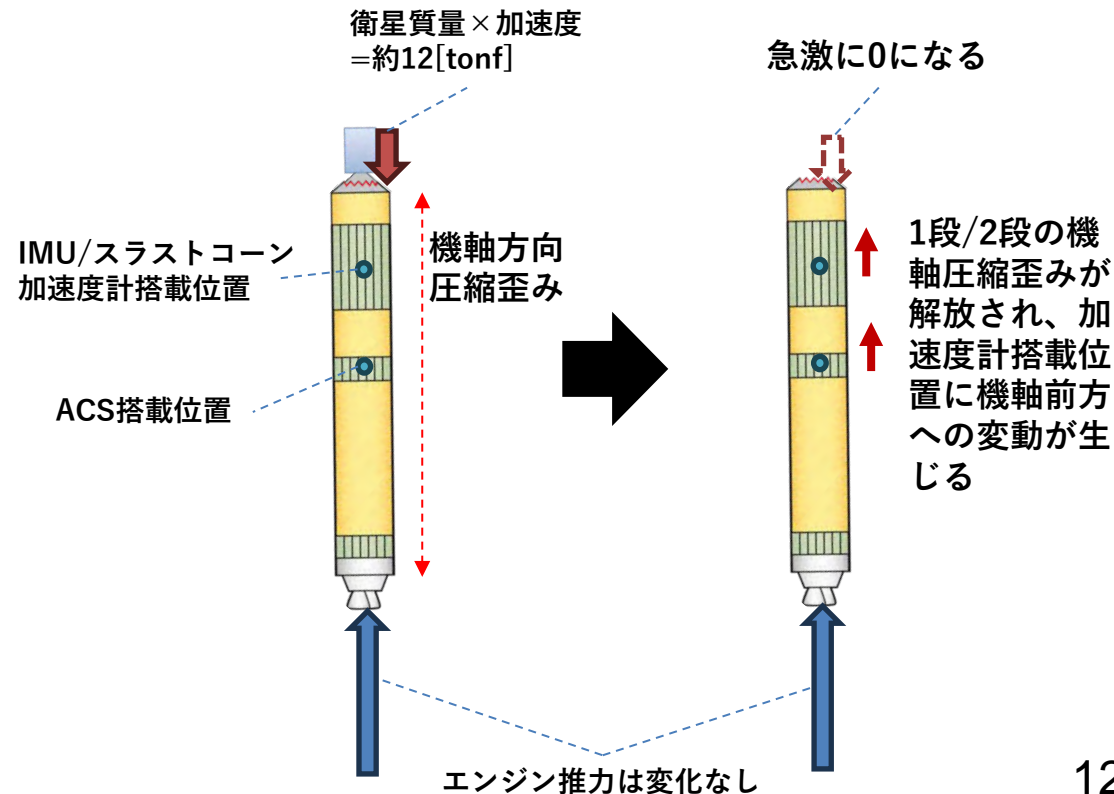 衛星質量×加速度
=約12[tonf]
急激に0になる
IMU/スラストコーン
加速度計搭載位置
機軸方向
圧縮歪み
ACS搭載位置
1段/2段の機
軸圧縮歪みが
解放され、加
速度計搭載位
置に機軸前方
への変動が生
じる
エンジン推力は変化なし
12